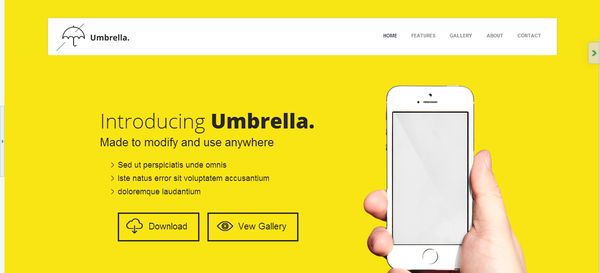 Umbrella.
HOME FEATURES GALLERY ABOUT CONTACT
Introducing Umbrella.
Made to modify and use anywhere
Sed ut perspiciatis unde omnis
Iste natus error sit voluptatem accusantium
doloremque laudantium
Download Vew Gallery